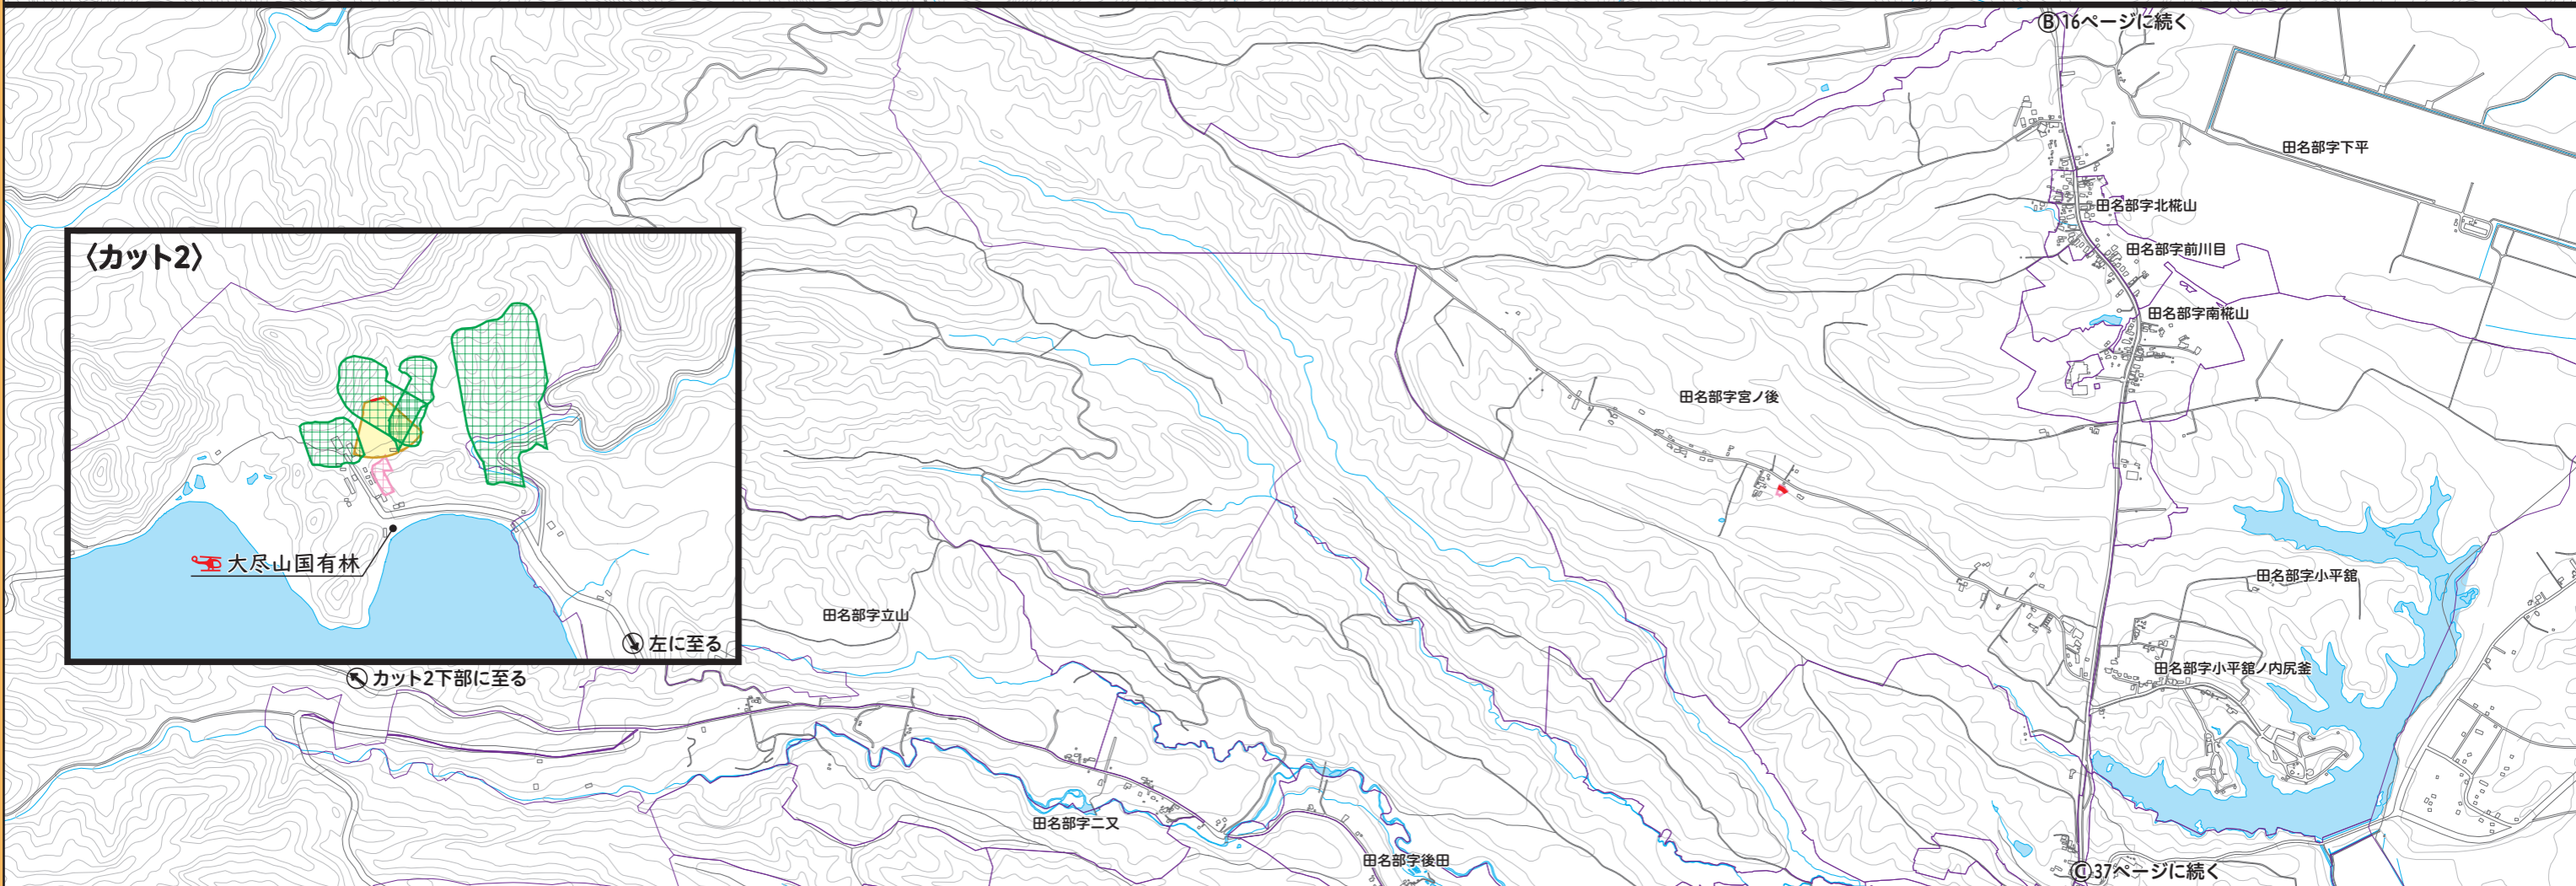 Ⓑ16ページに続く
田名部字下平
田名部字北椛山
田名部字前川目
〈カット2〉
田名部字南椛山
田名部字宮ノ後
大尽山国有林
田名部字小平舘
田名部字立山
左に至る
田名部字小平舘ノ内尻釜
カット2下部に至る
田名部字二又
田名部字後田
Ⓒ37ページに続く